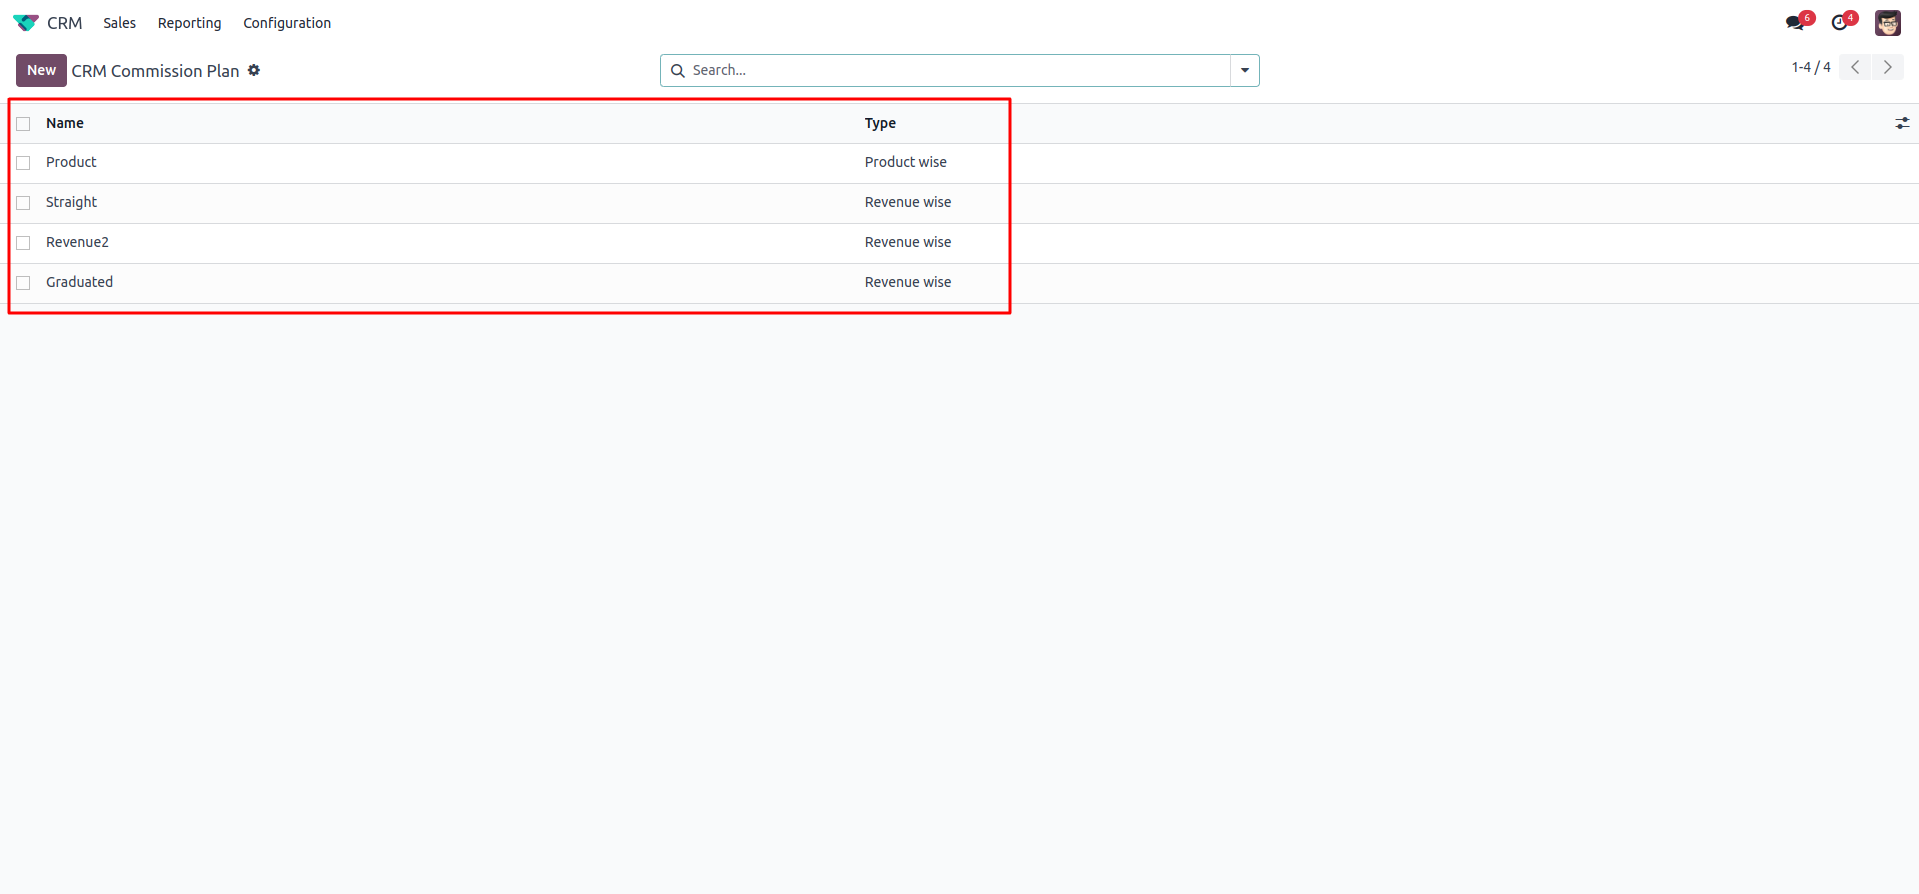 CRM Sales Reporting Configuration 6 4
New CRM Commission Plan Search... 1-4 / 4
Name Type
Product Product wise
Straight Revenue wise
Revenue2 Revenue wise
Graduated Revenue wise